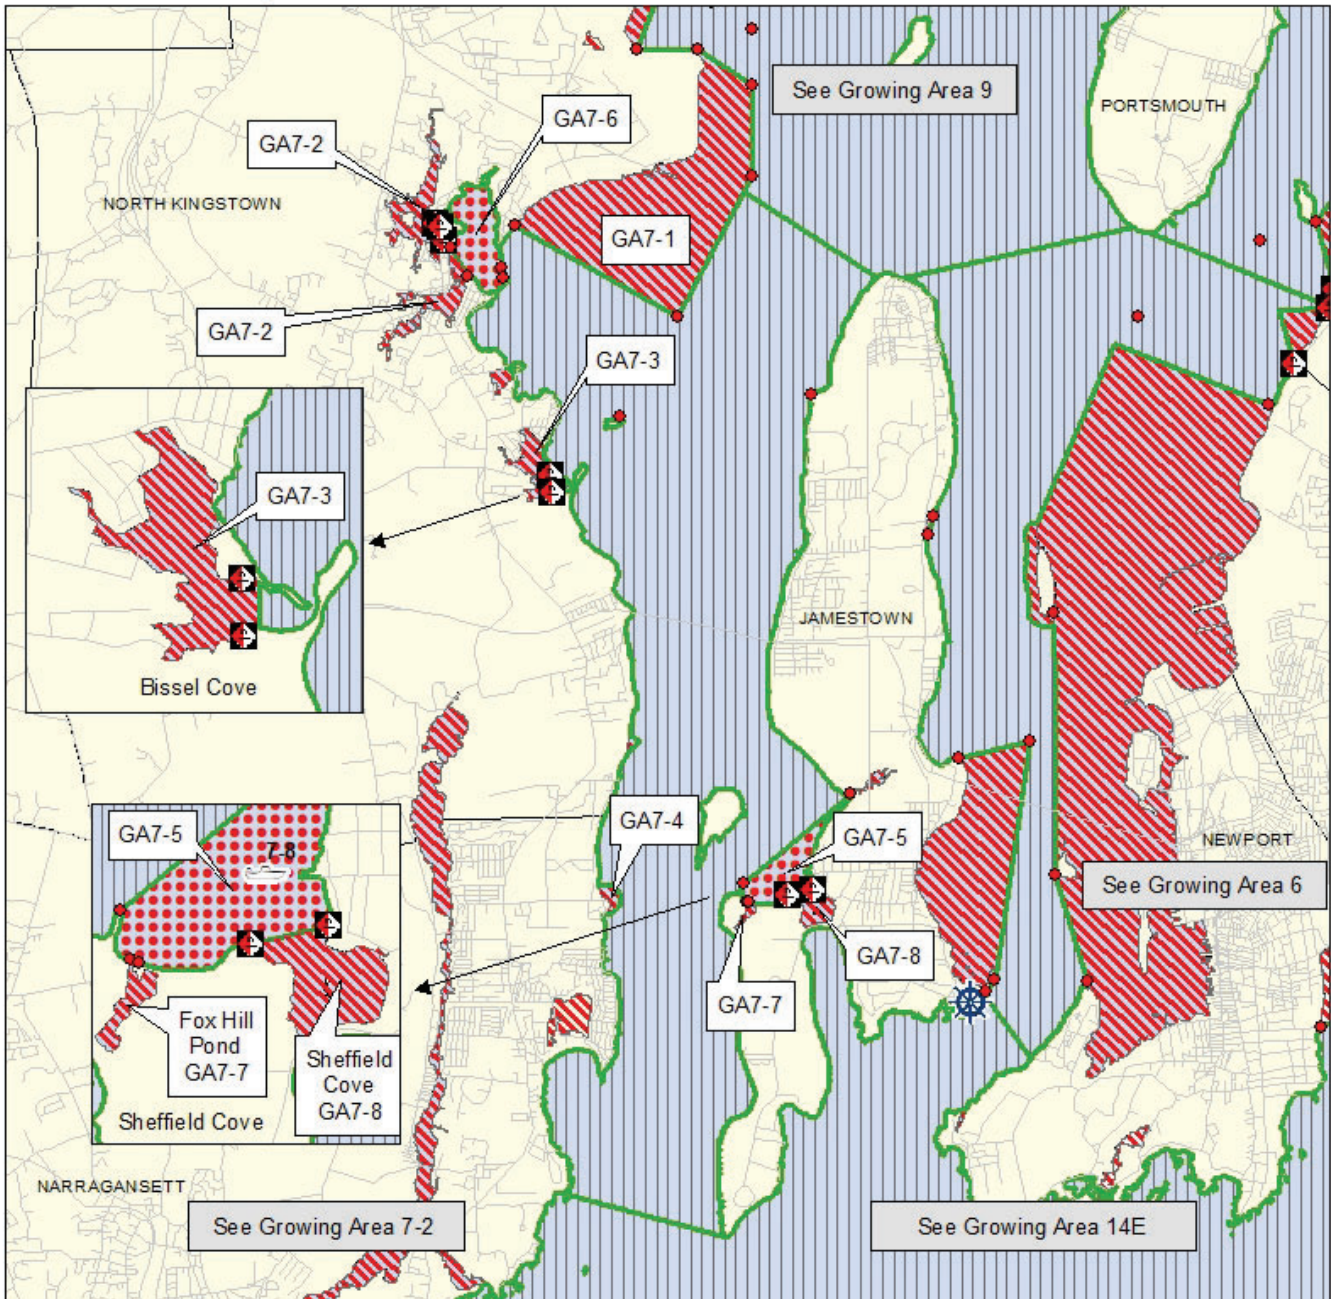 See Growing Area 9
PORTSMOUTH
GA7-6
GA7-2
NORTH KINGSTOWN
GA7-1
GA7-2
GA7-3
GA7-3
JAMESTOWN
Bissel Cove
GA7-4
GA7-5
GA7-5
7-8
NEWPORT
See Growing Area 6
GA7-8
GA7-7
Fox Hill
Pond
GA7-7
Sheffield
Cove
GA7-8
Sheffield Cove
NARRAGANSETT
See Growing Area 7-2
See Growing Area 14E